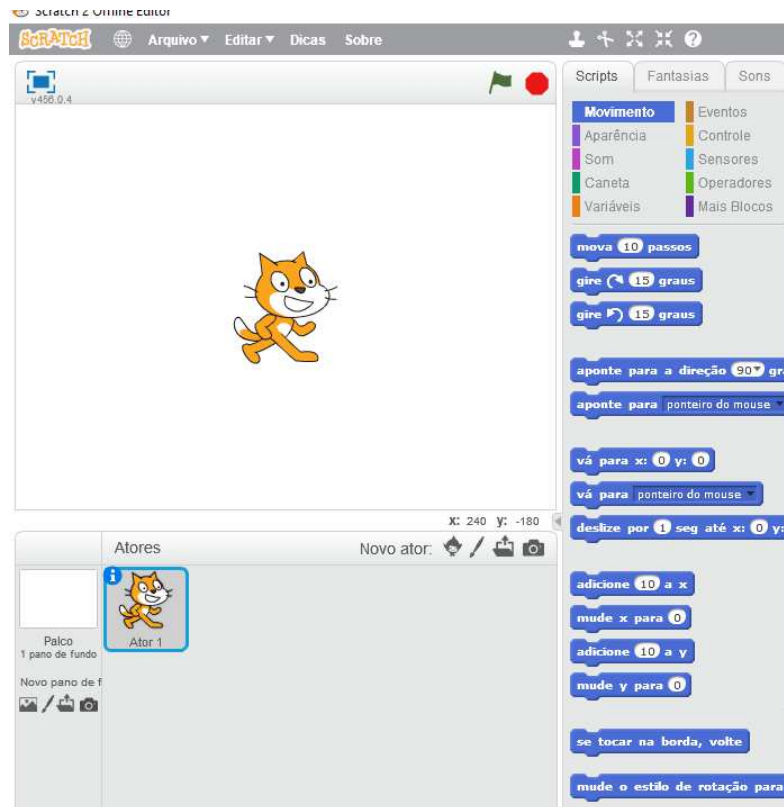 Scratch 2 Offline Editor
SCRATCH Arquivo Editar Dicas Sobre
v456.0.4
Scripts Fantasias Sons
Movimento Eventos
Aparência Controle
Som Sensores
Caneta Operadores
Variáveis Mais Blocos
mova 10 passos
gire 15 graus
gire 15 graus
aponte para a direção 90 gra
aponte para ponteiro do mouse
vá para x: 0 y: 0
vá para ponteiro do mouse
deslize por 1 seg até x: 0 y:
adicione 10 a x
mude x para 0
adicione 10 a y
mude y para 0
se tocar na borda, volte
mude o estilo de rotação para
X: 240 Y: -180
Atores Novo ator:
Palco
1 pano de fundo
Novo pano de f
Ator 1